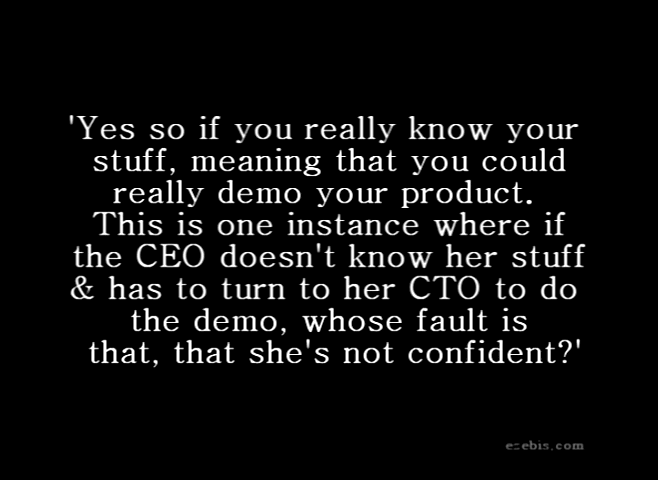 'Yes so if you really know your
stuff, meaning that you could
really demo your product.
This is one instance where if
the CEO doesn't know her stuff
& has to turn to her CTO to do
the demo, whose fault is
that, that she's not confident?'